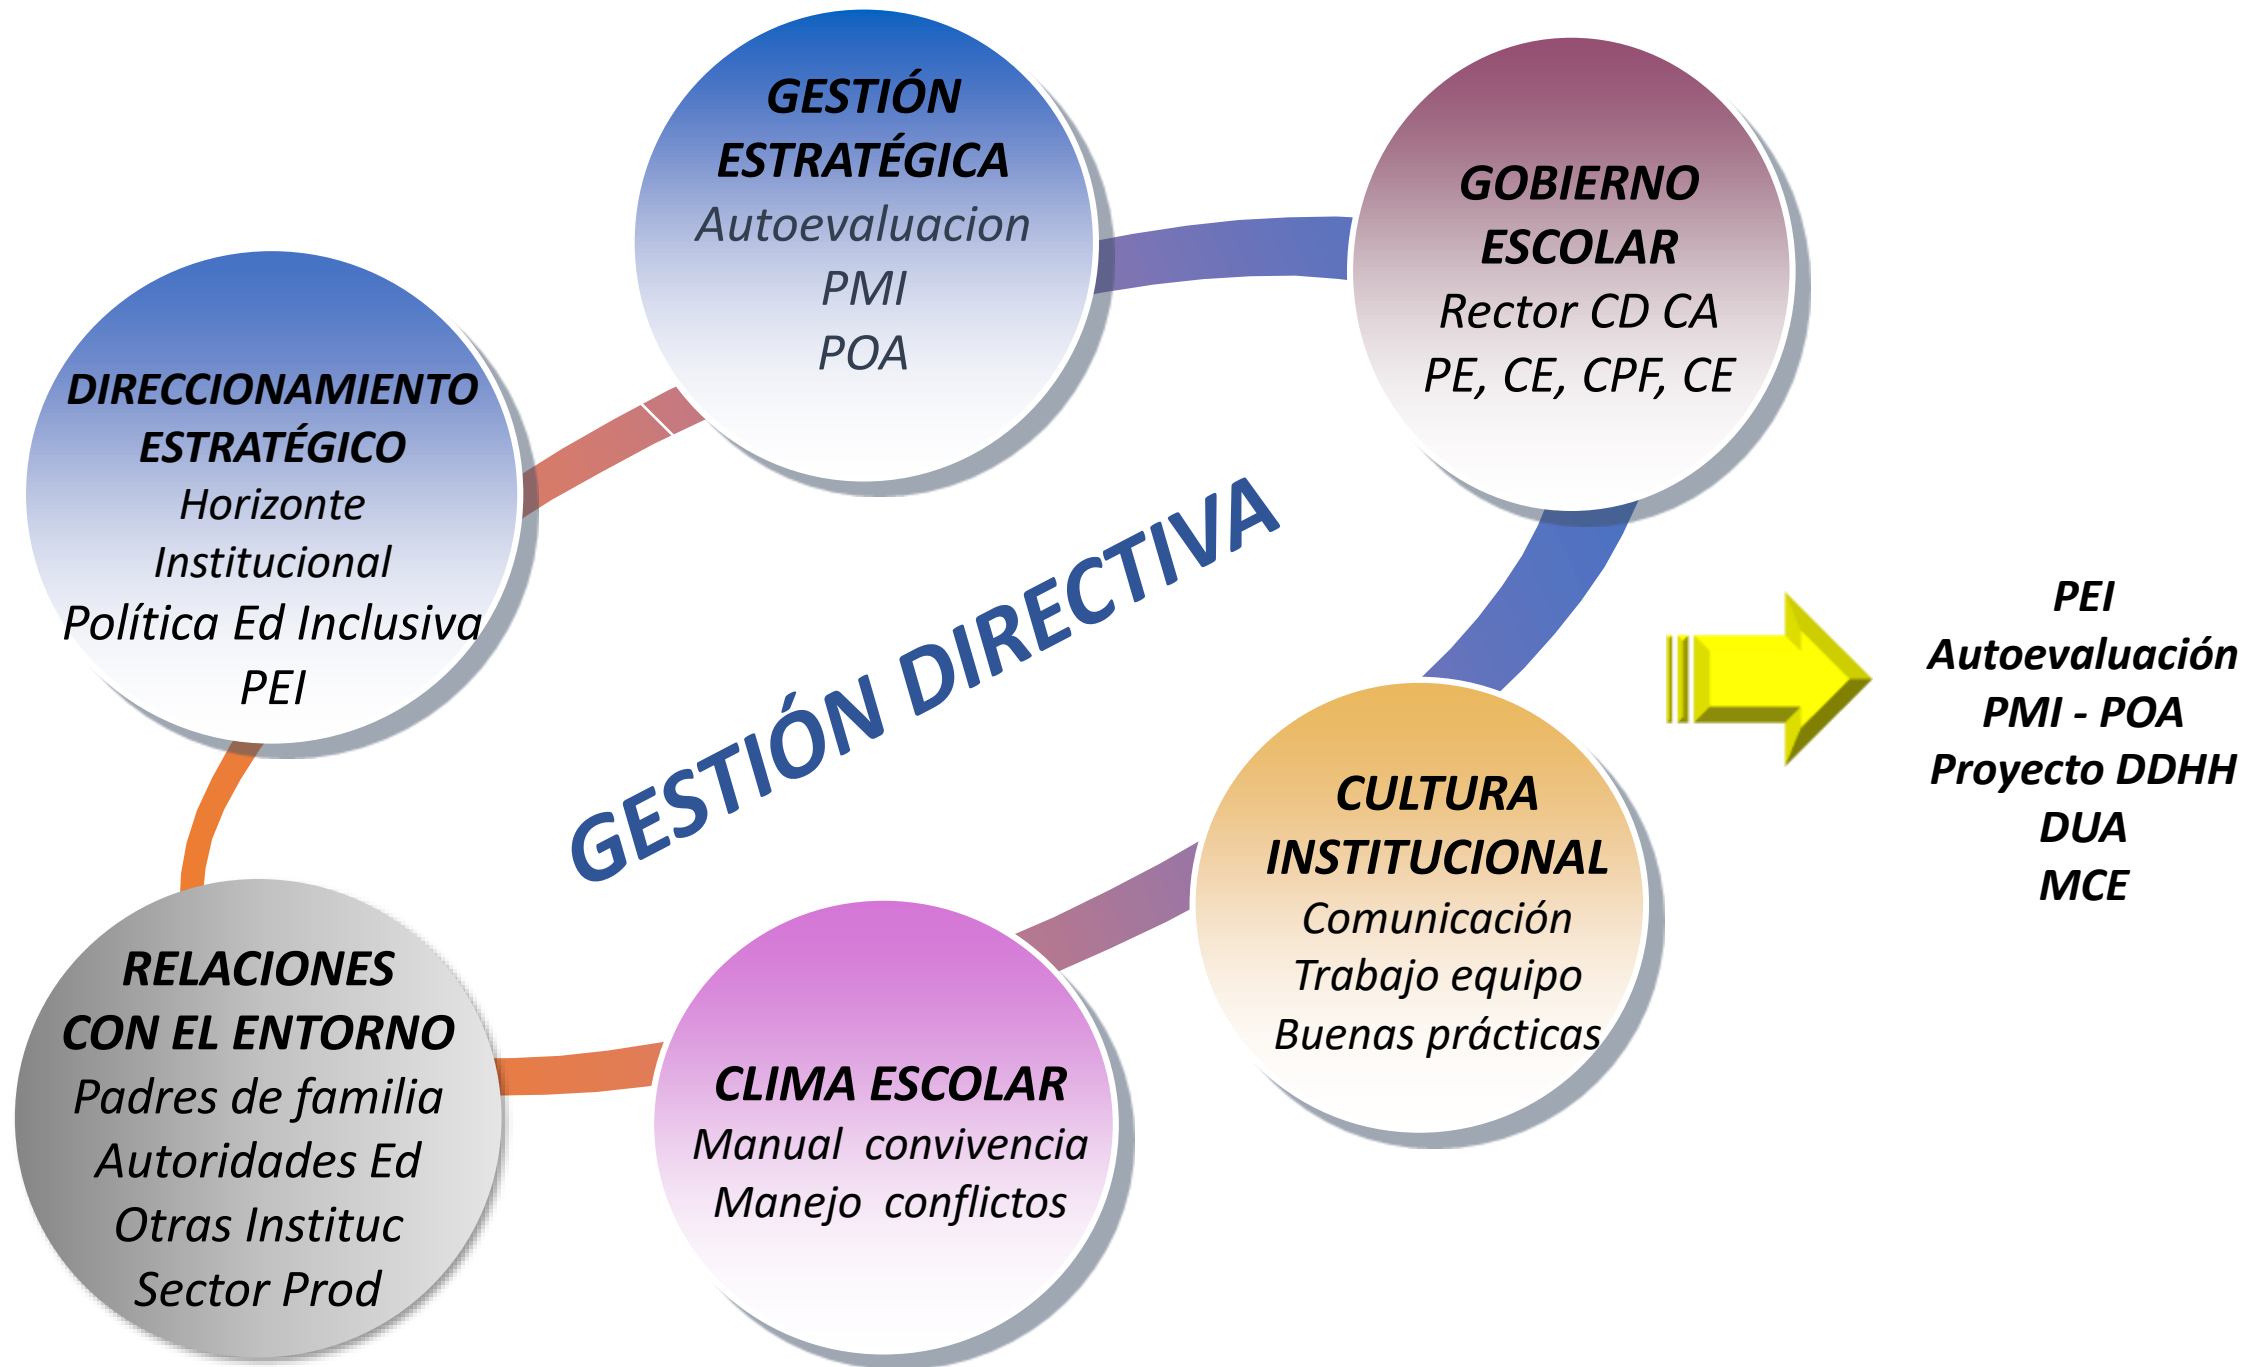 GESTIÓN
ESTRATÉGICA
Autoevaluacion
PMI
POA
GOBIERNO
ESCOLAR
Rector CD CA
PE, CE, CPF, CE
DIRECCIONAMIENTO
ESTRATÉGICO
Horizonte
Institucional
Política Ed Inclusiva
PEI
GESTIÓN DIRECTIVA
PEI
Autoevaluación
PMI - POA
Proyecto DDHH
DUA
MCE
CULTURA
INSTITUCIONAL
Comunicación
Trabajo equipo
Buenas prácticas
RELACIONES
CON EL ENTORNO
Padres de familia
Autoridades Ed
Otras Instituc
Sector Prod
CLIMA ESCOLAR
Manual convivencia
Manejo conflictos